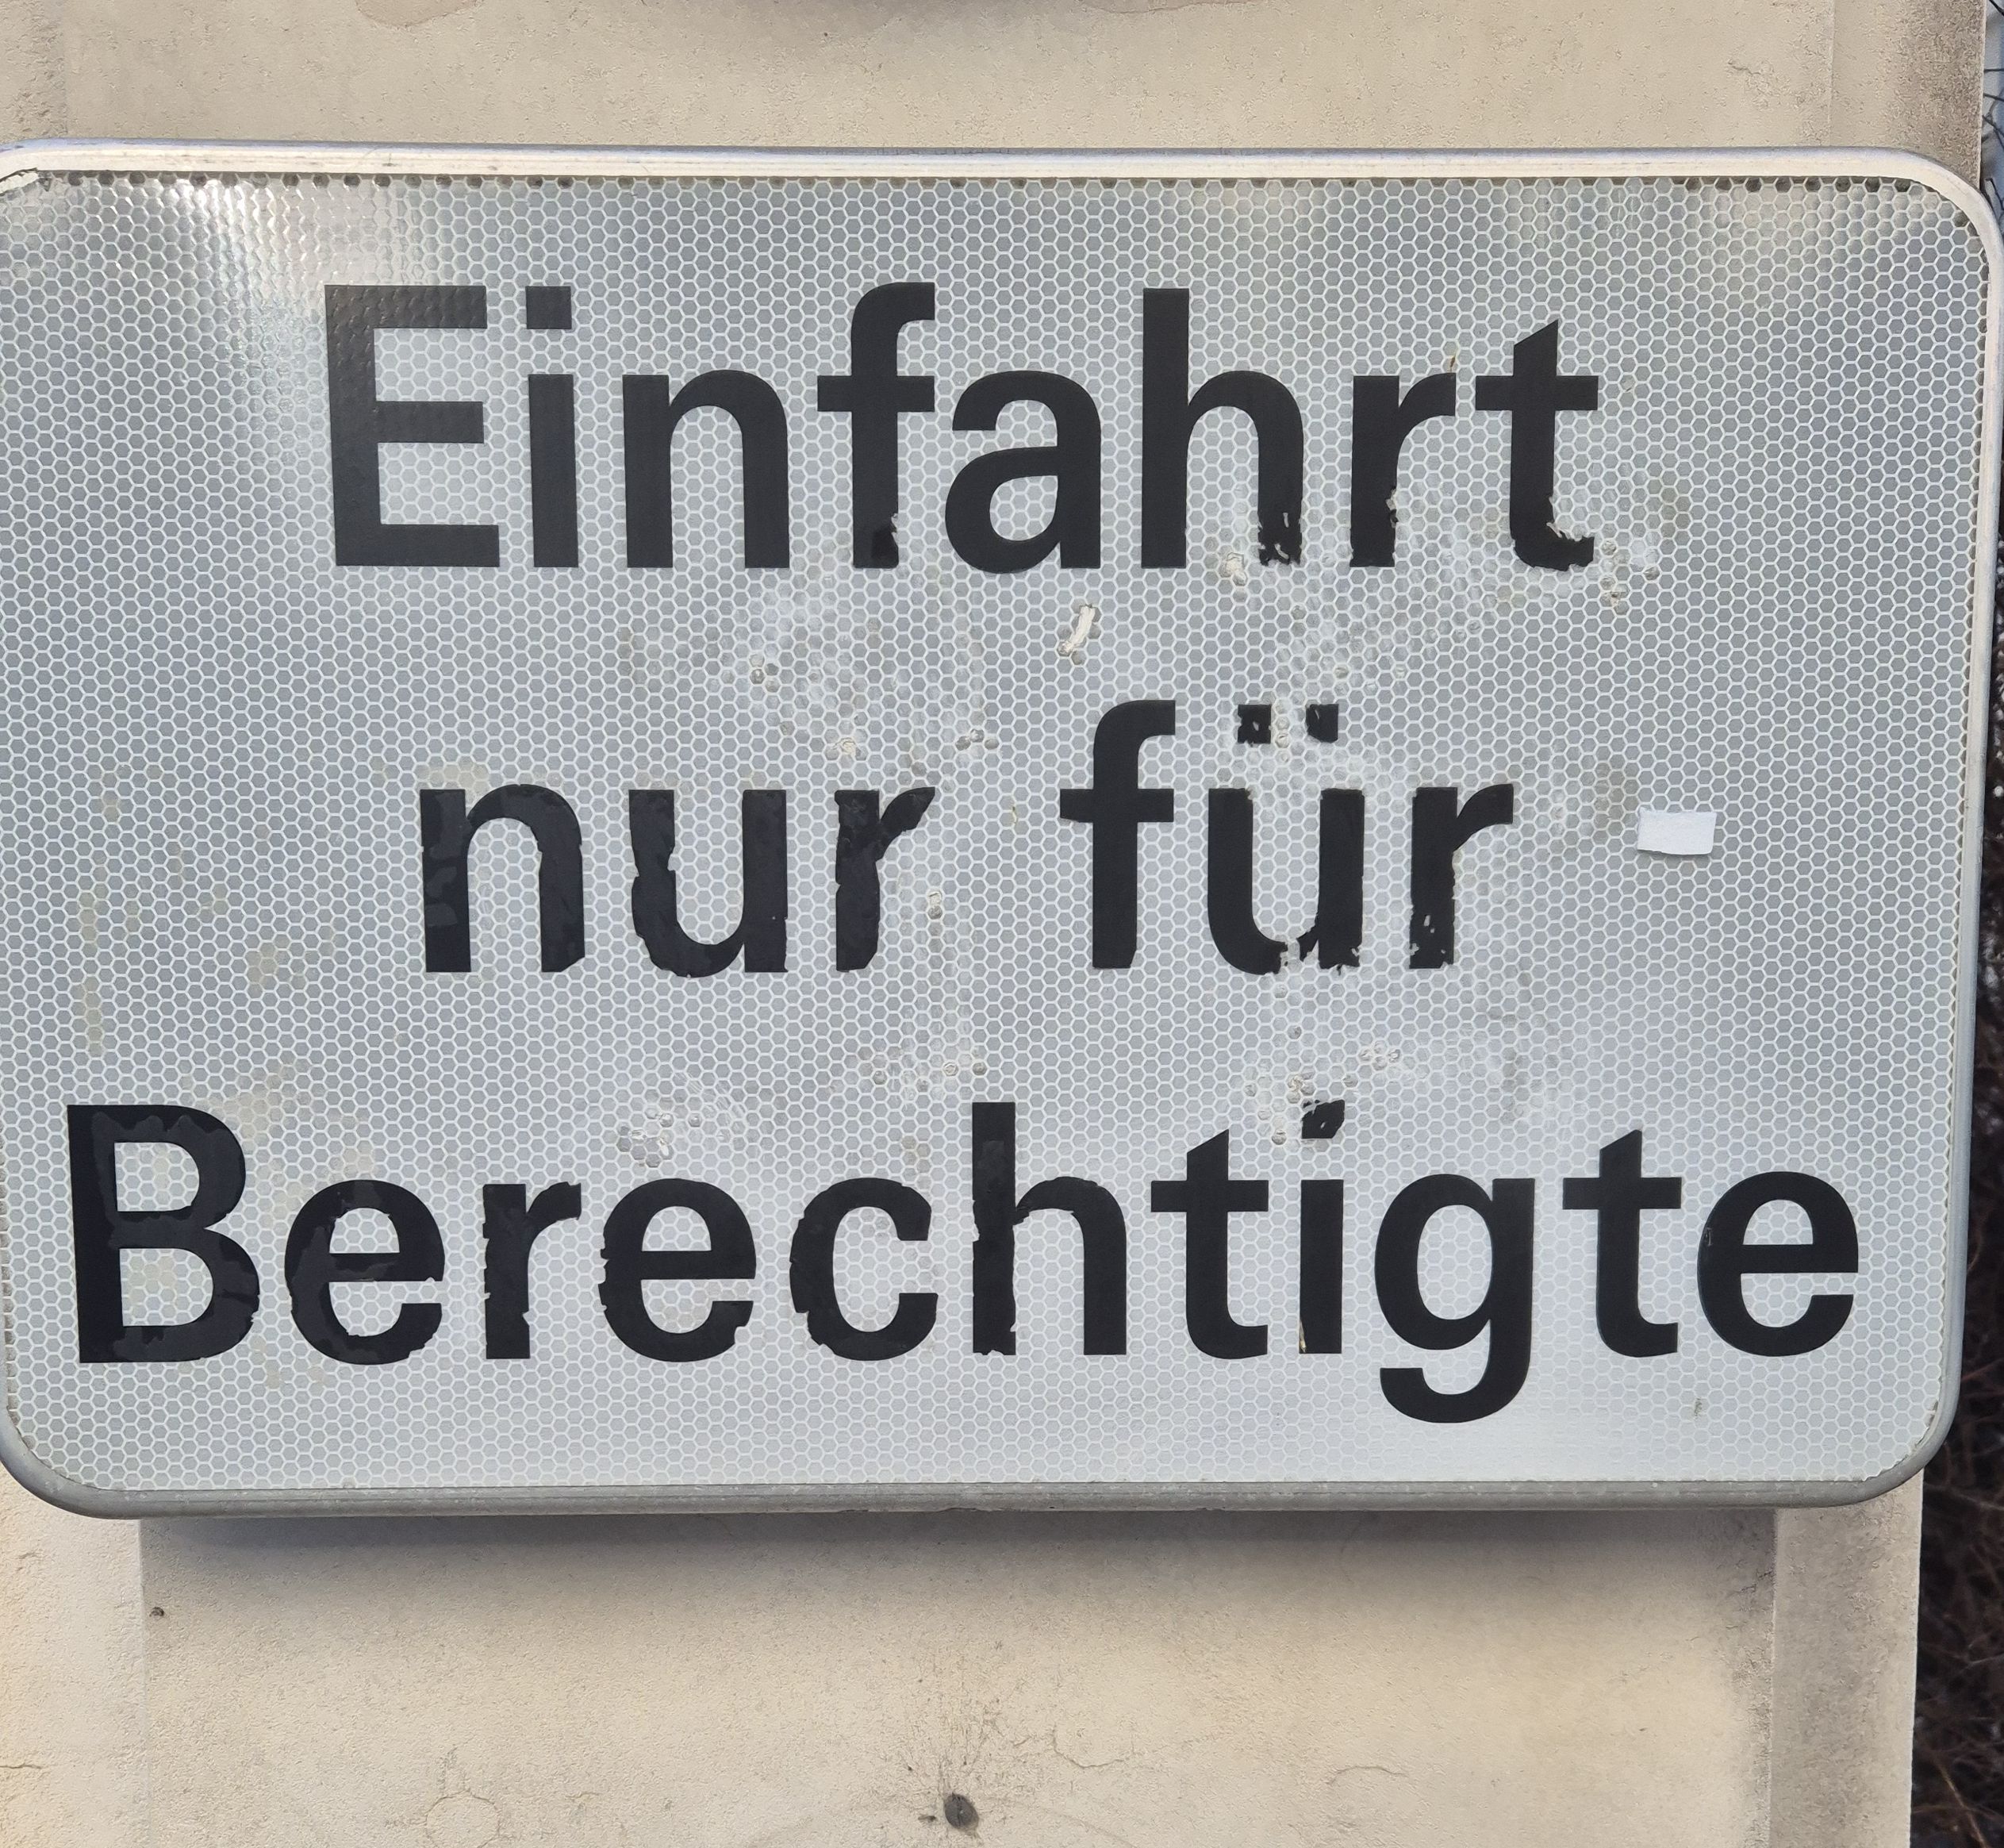 Einfahrt
nur für
Berechtigte